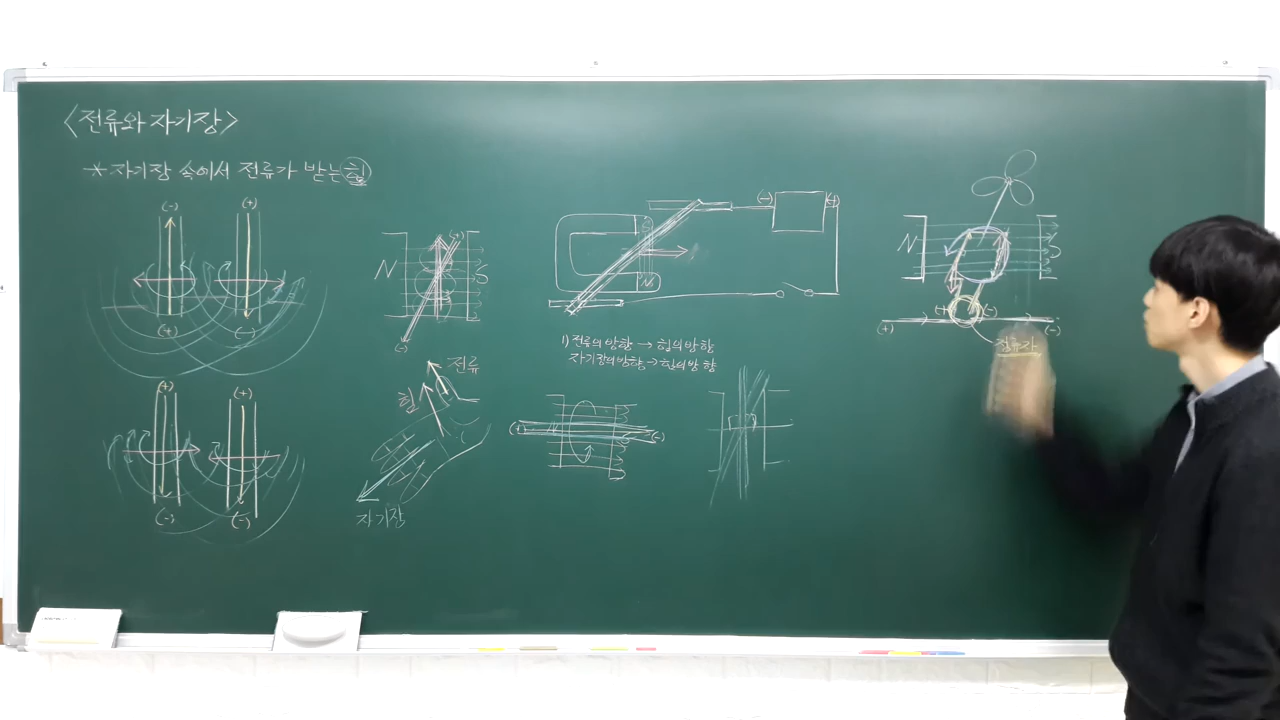 <전류와 자기장>
* 자기장 속에서 전류가 받는 힘
(-) (+)
(+) (-)
(+) (+)
(-) (-)
N (+) S
(-)
전류
힘
자기장
(-) (+)
N
1) 전류의 방향 → 힘의 방향
자기장의 방향 → 힘의 방향
(+) (-)
N S
(+) (-)
(+) (-)
정류자